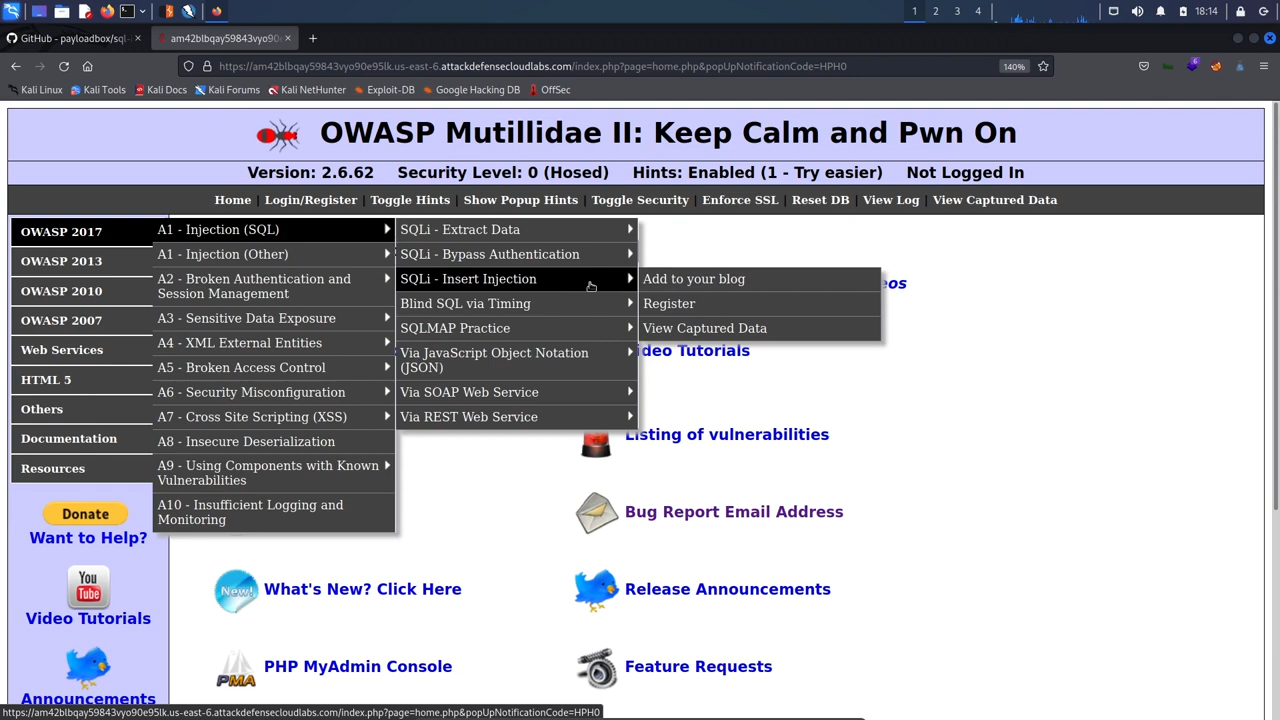 1 2 3 4 18:14
GitHub - payloadbox/sql-
am42blbqay59843vyo90e
https://am42blbqay59843vyo90e95lk.us-east-6.attackdefensecloudlabs.com/index.php?page=home.php&popUpNotificationCode=HPH0 140%
Kali Linux Kali Tools Kali Docs Kali Forums Kali NetHunter Exploit-DB Google Hacking DB OffSec
OWASP Mutillidae II: Keep Calm and Pwn On
Version: 2.6.62 Security Level: 0 (Hosed) Hints: Enabled (1 - Try easier) Not Logged In
Home | Login/Register | Toggle Hints | Show Popup Hints | Toggle Security | Enforce SSL | Reset DB | View Log | View Captured Data
OWASP 2017
OWASP 2013
OWASP 2010
OWASP 2007
Web Services
HTML 5
Others
Documentation
Resources
A1 - Injection (SQL)
A1 - Injection (Other)
A2 - Broken Authentication and
Session Management
A3 - Sensitive Data Exposure
A4 - XML External Entities
A5 - Broken Access Control
A6 - Security Misconfiguration
A7 - Cross Site Scripting (XSS)
A8 - Insecure Deserialization
A9 - Using Components with Known
Vulnerabilities
A10 - Insufficient Logging and
Monitoring
SQLi - Extract Data
SQLi - Bypass Authentication
SQLi - Insert Injection
Blind SQL via Timing
SQLMAP Practice
Via JavaScript Object Notation
(JSON)
Via SOAP Web Service
Via REST Web Service
Add to your blog
Register
View Captured Data
eos
ideo Tutorials
Listing of vulnerabilities
Bug Report Email Address
What's New? Click Here
Release Announcements
PHP MyAdmin Console
Feature Requests
Donate
Want to Help?
You
Tube
Video Tutorials
Announcements
New!
PMA
https://am42blbqay59843vyo90e95lk.us-east-6.attackdefensecloudlabs.com/index.php?page=home.php&popUpNotificationCode=HPH0